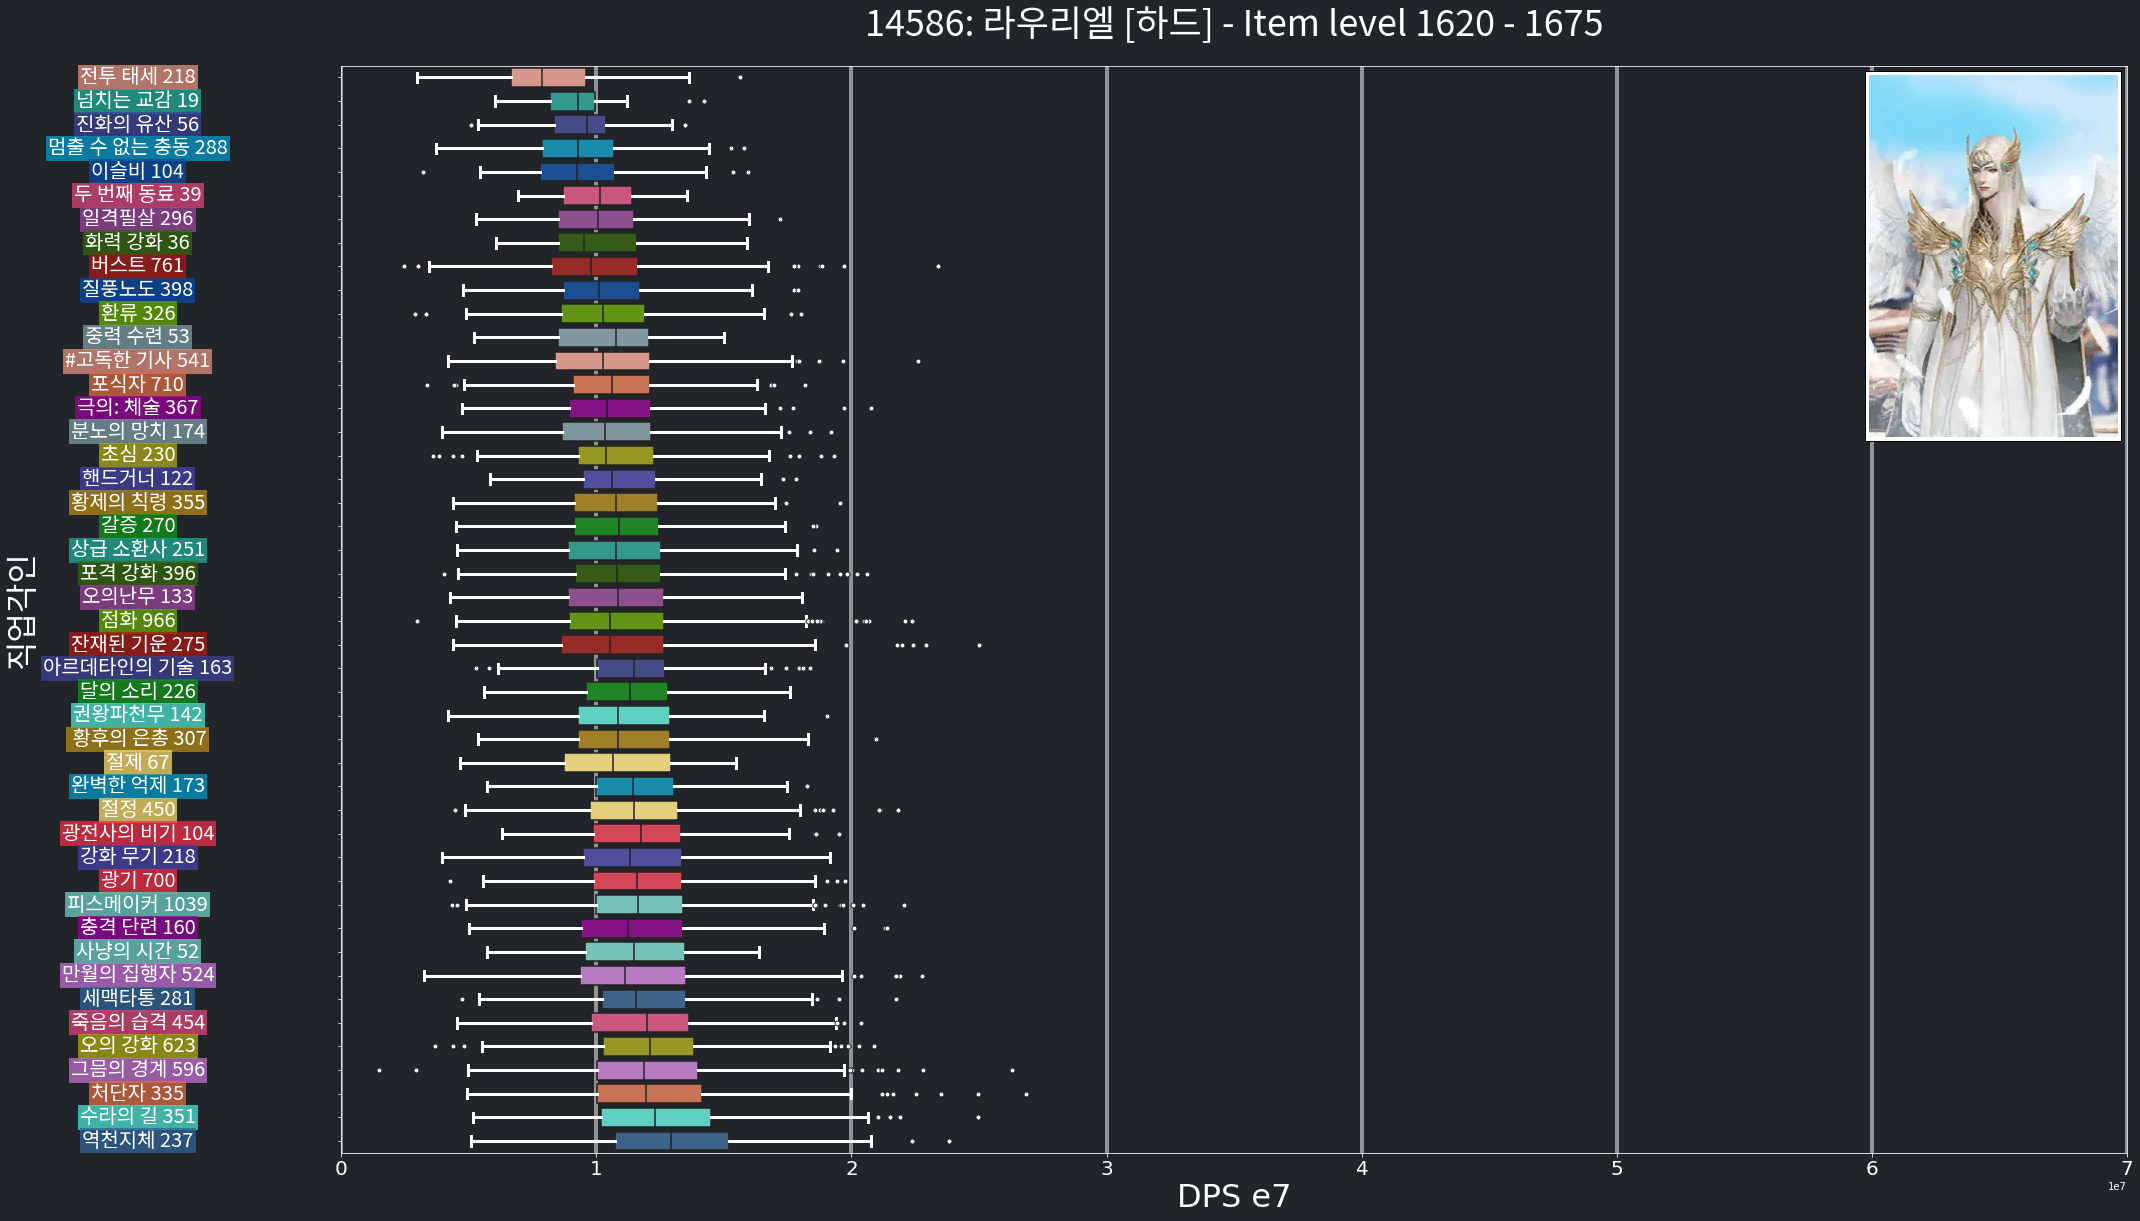 14586: 라우리엘 [하드] - Item level 1620 - 1675
직업각인
전투 태세 218
넘치는 교감 19
진화의 유산 56
멈출 수 없는 충동 288
이슬비 104
두 번째 동료 39
일격필살 296
화력 강화 36
버스트 761
질풍노도 398
환류 326
중력 수련 53
#고독한 기사 541
포식자 710
극의: 체술 367
분노의 망치 174
초심 230
핸드거너 122
황제의 칙령 355
갈증 270
상급 소환사 251
포격 강화 396
오의난무 133
점화 966
잔재된 기운 275
아르데타인의 기술 163
달의 소리 226
권왕파천무 142
황후의 은총 307
절제 67
완벽한 억제 173
절정 450
광전사의 비기 104
강화 무기 218
광기 700
피스메이커 1039
충격 단련 160
사냥의 시간 52
만월의 집행자 524
세맥타통 281
죽음의 습격 454
오의 강화 623
그믐의 경계 596
처단자 335
수라의 길 351
역천지체 237
0 1 2 3 4 5 6 7
1e7
DPS e7